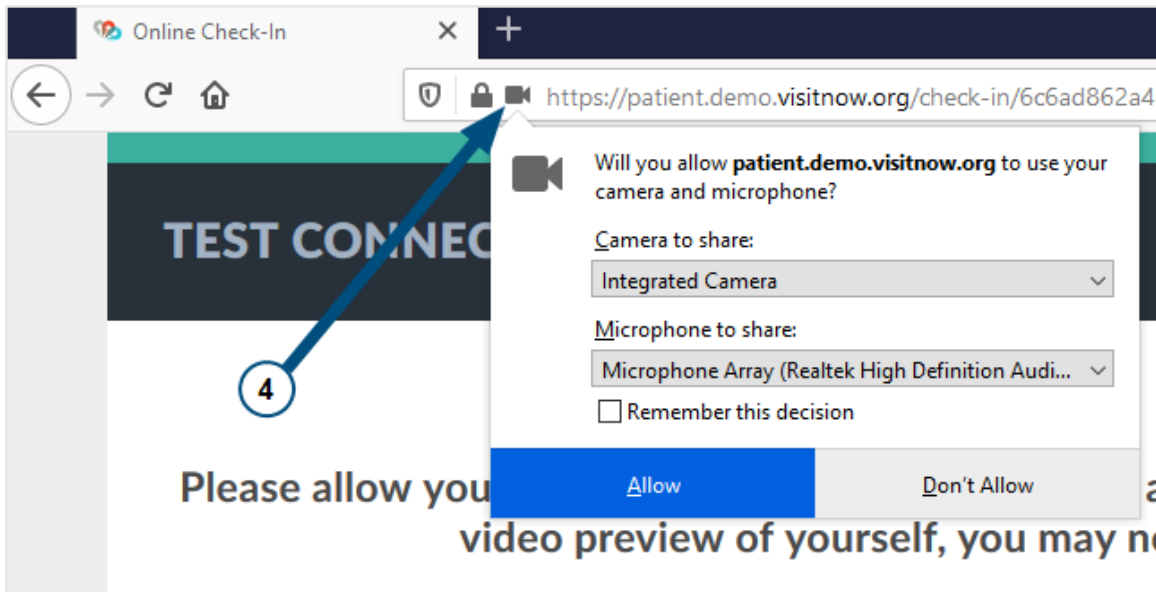 Online Check-In
https://patient.demo.visitnow.org/check-in/6c6ad862a4
Will you allow patient.demo.visitnow.org to use your
camera and microphone?
TEST CONNEC
Camera to share:
Integrated Camera
Microphone to share:
Microphone Array (Realtek High Definition Audi...
4
Remember this decision
Please allow you
Allow
Don't Allow
a
video preview of yourself, you may ne